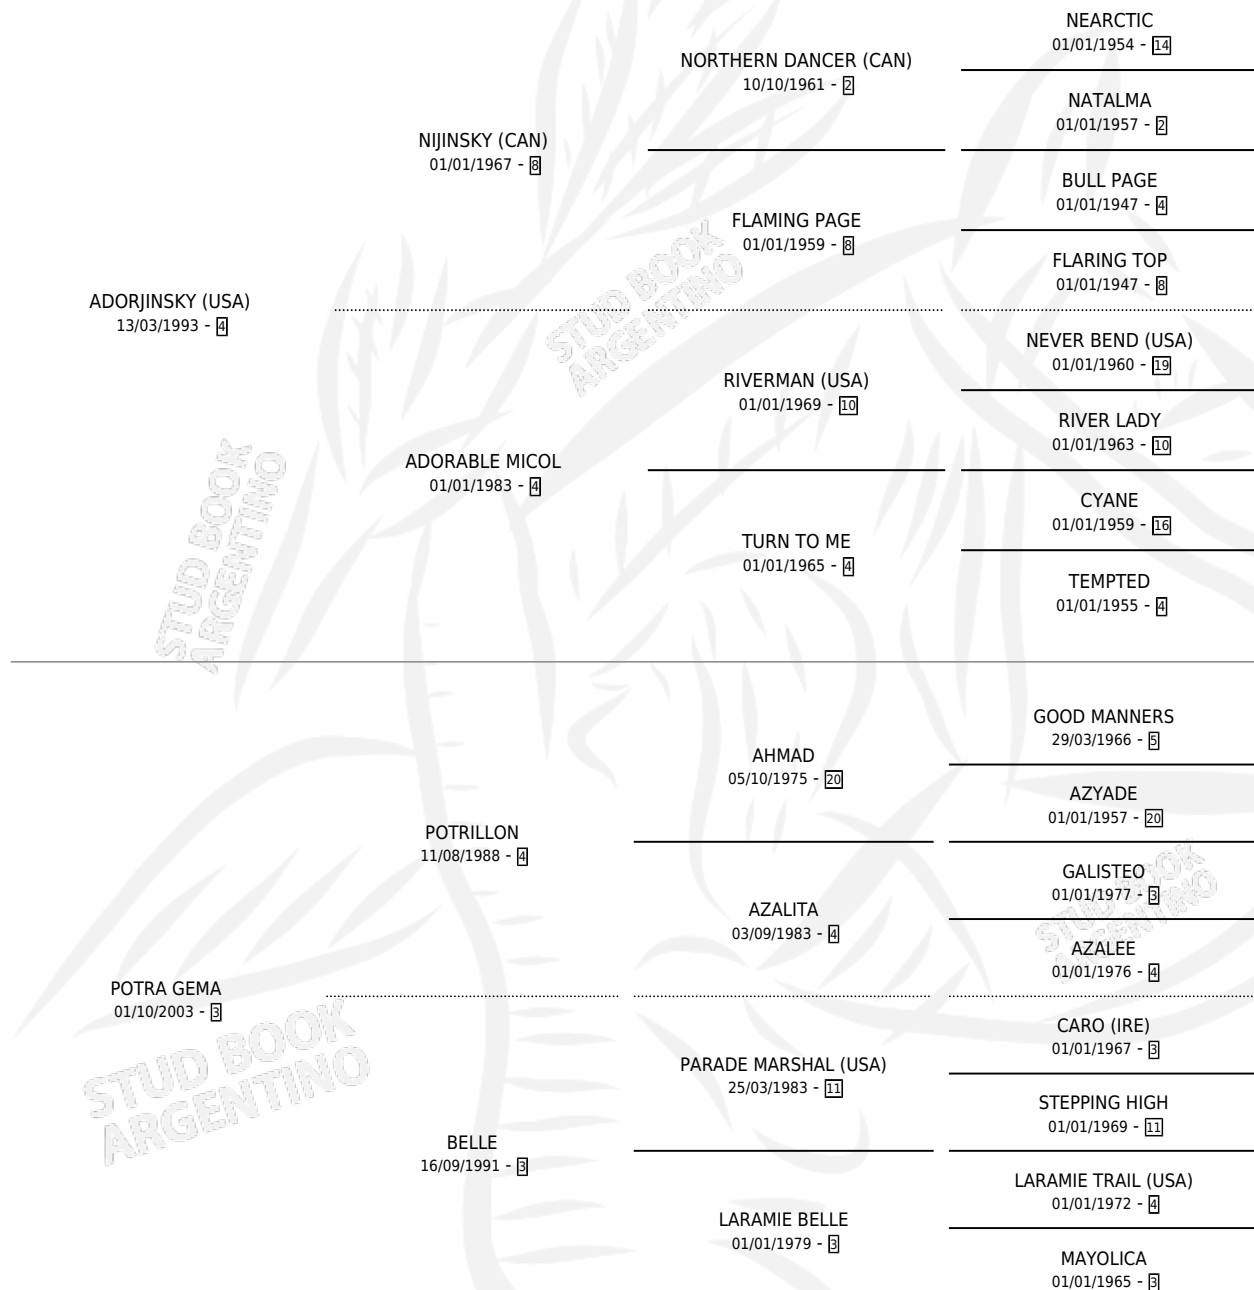 NEARCTIC
01/01/1954 - 14
NORTHERN DANCER (CAN)
10/10/1961 - 2
NATALMA
01/01/1957 - 2
NIJINSKY (CAN)
01/01/1967 - 8
BULL PAGE
01/01/1947 - 4
FLAMING PAGE
01/01/1959 - 8
FLARING TOP
01/01/1947 - 8
ADORJINSKY (USA)
13/03/1993 - 4
NEVER BEND (USA)
01/01/1960 - 19
RIVERMAN (USA)
01/01/1969 - 10
RIVER LADY
01/01/1963 - 10
ADORABLE MICOL
01/01/1983 - 4
CYANE
01/01/1959 - 16
TURN TO ME
01/01/1965 - 4
TEMPTED
01/01/1955 - 4
GOOD MANNERS
29/03/1966 - 5
AHMAD
05/10/1975 - 20
AZYADE
01/01/1957 - 20
POTRILLON
11/08/1988 - 4
GALISTEO
01/01/1977 - 3
AZALITA
03/09/1983 - 4
AZALEE
01/01/1976 - 4
POTRA GEMA
01/10/2003 - 3
CARO (IRE)
01/01/1967 - 3
PARADE MARSHAL (USA)
25/03/1983 - 11
STEPPING HIGH
01/01/1969 - 11
BELLE
16/09/1991 - 3
LARAMIE TRAIL (USA)
01/01/1972 - 4
LARAMIE BELLE
01/01/1979 - 3
MAYOLICA
01/01/1965 - 3
STUD BOOK
ARGENTINO
STUD BOOK
ARGENTINO
STUD BOOK
ARGENTINO
STUD BOOK
ARGENTINO